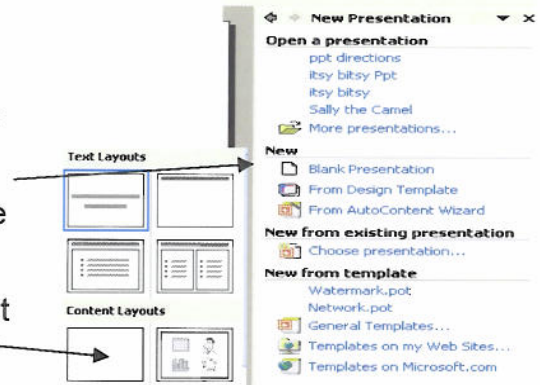 New Presentation
Open a presentation
ppt directions
itsy bitsy Ppt
itsy bitsy
Sally the Camel
More presentations...
New
Blank Presentation
From Design Template
From AutoContent Wizard
New from existing presentation
Choose presentation...
New from template
Watermark.pot
Network.pot
General Templates...
Templates on my Web Sites...
Templates on Microsoft.com
Text Layouts
Content Layouts